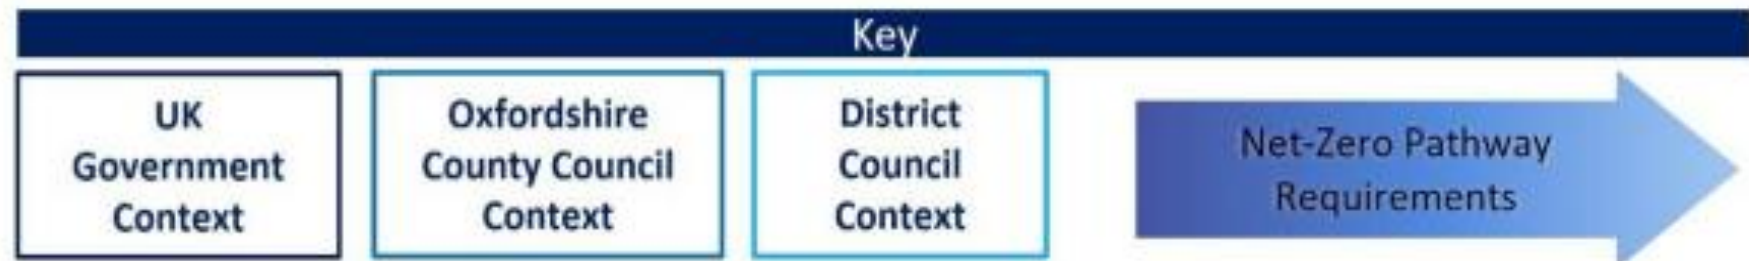 Key
UK
Government
Context
Oxfordshire
County Council
Context
District
Council
Context
Net-Zero Pathway
Requirements